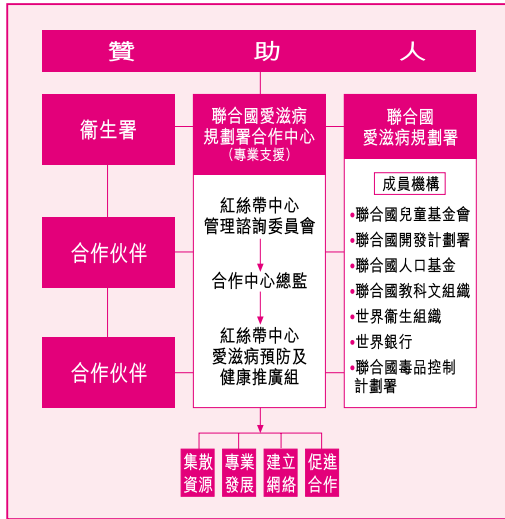 贊助人
衞生署
合作伙伴
合作伙伴
聯合國愛滋病
規劃署合作中心
(專業支援)
紅絲帶中心
管理諮詢委員會
合作中心總監
紅絲帶中心
愛滋病預防及
健康推廣組
聯合國
愛滋病規劃署
成員機構
•聯合國兒童基金會
•聯合國開發計劃署
•聯合國人口基金
•聯合國教科文組織
•世界衞生組織
•世界銀行
•聯合國毒品控制
計劃署
集散
資源
專業
發展
建立
網絡
促進
合作